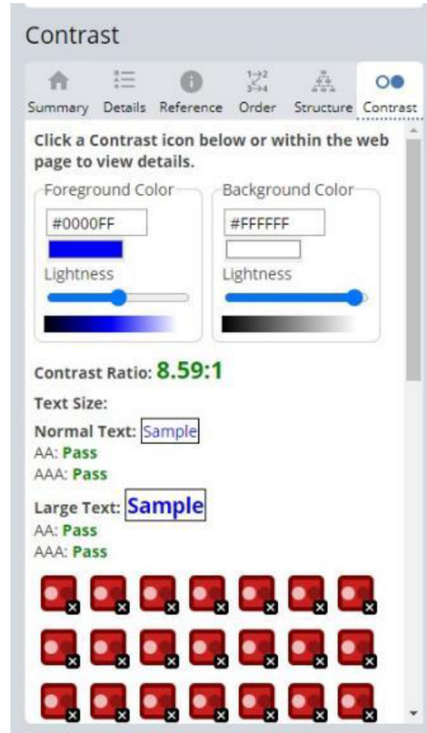 Contrast
1→2
3→4
Summary Details Reference Order Structure Contrast
Click a Contrast icon below or within the web
page to view details.
Foreground Color Background Color
#0000FF #FFFFFF
Lightness Lightness
Contrast Ratio: 8.59:1
Text Size:
Normal Text: Sample
AA: Pass
AAA: Pass
Large Text: Sample
AA: Pass
AAA: Pass